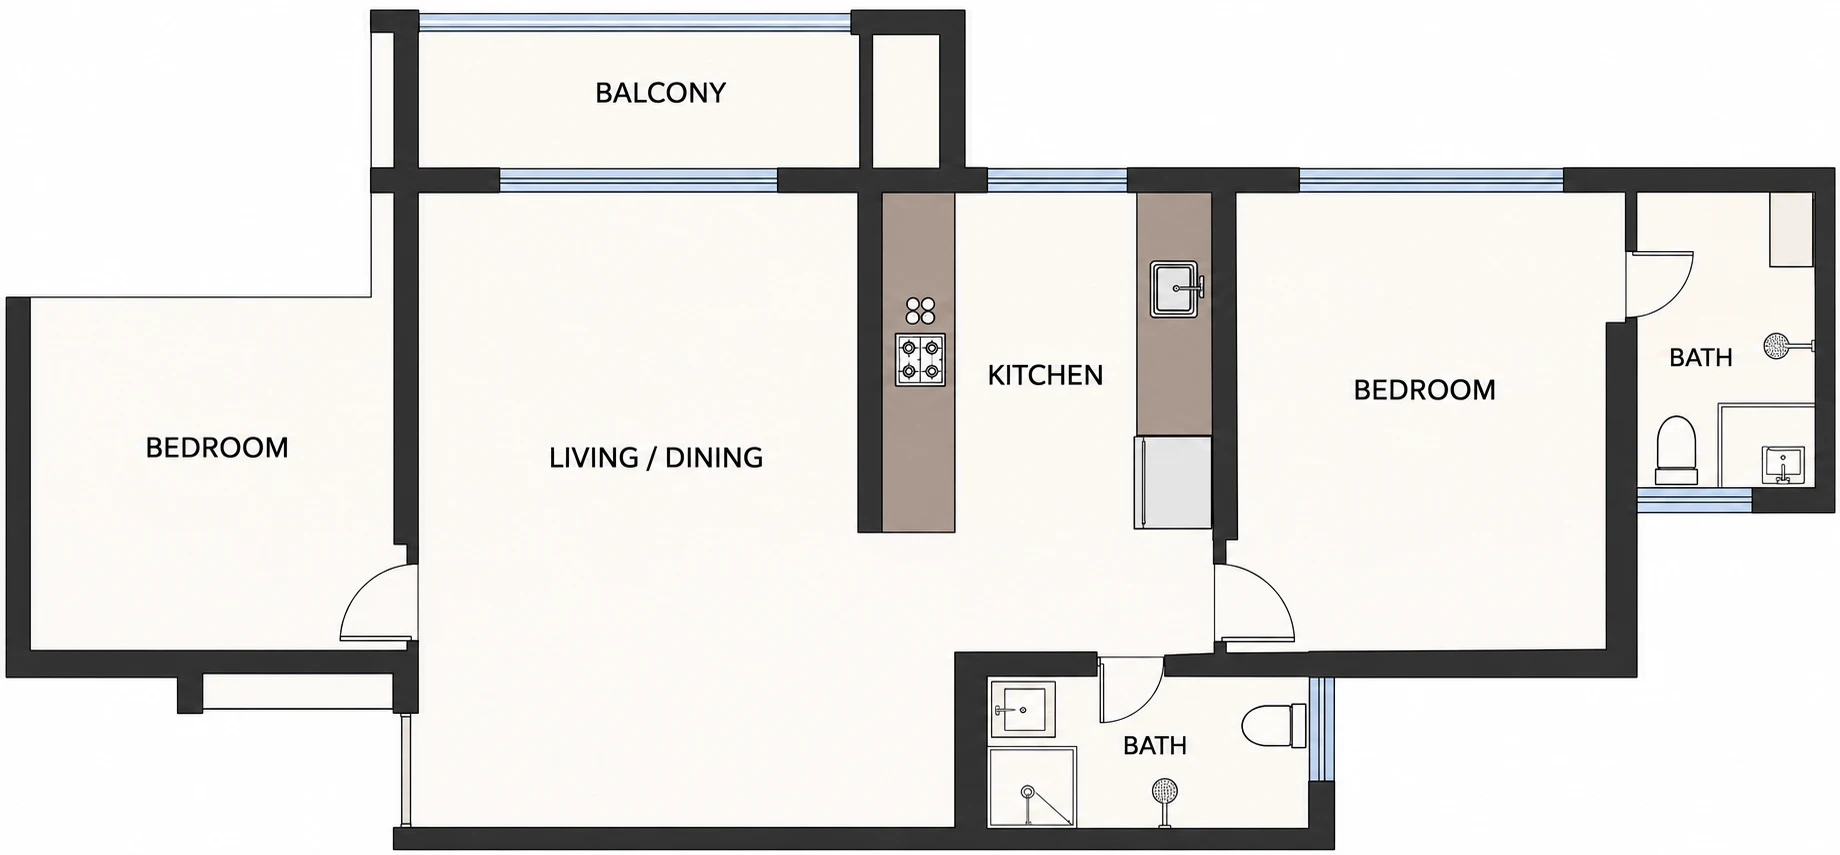 BALCONY
KITCHEN
BATH
BEDROOM
BEDROOM
LIVING / DINING
BATH